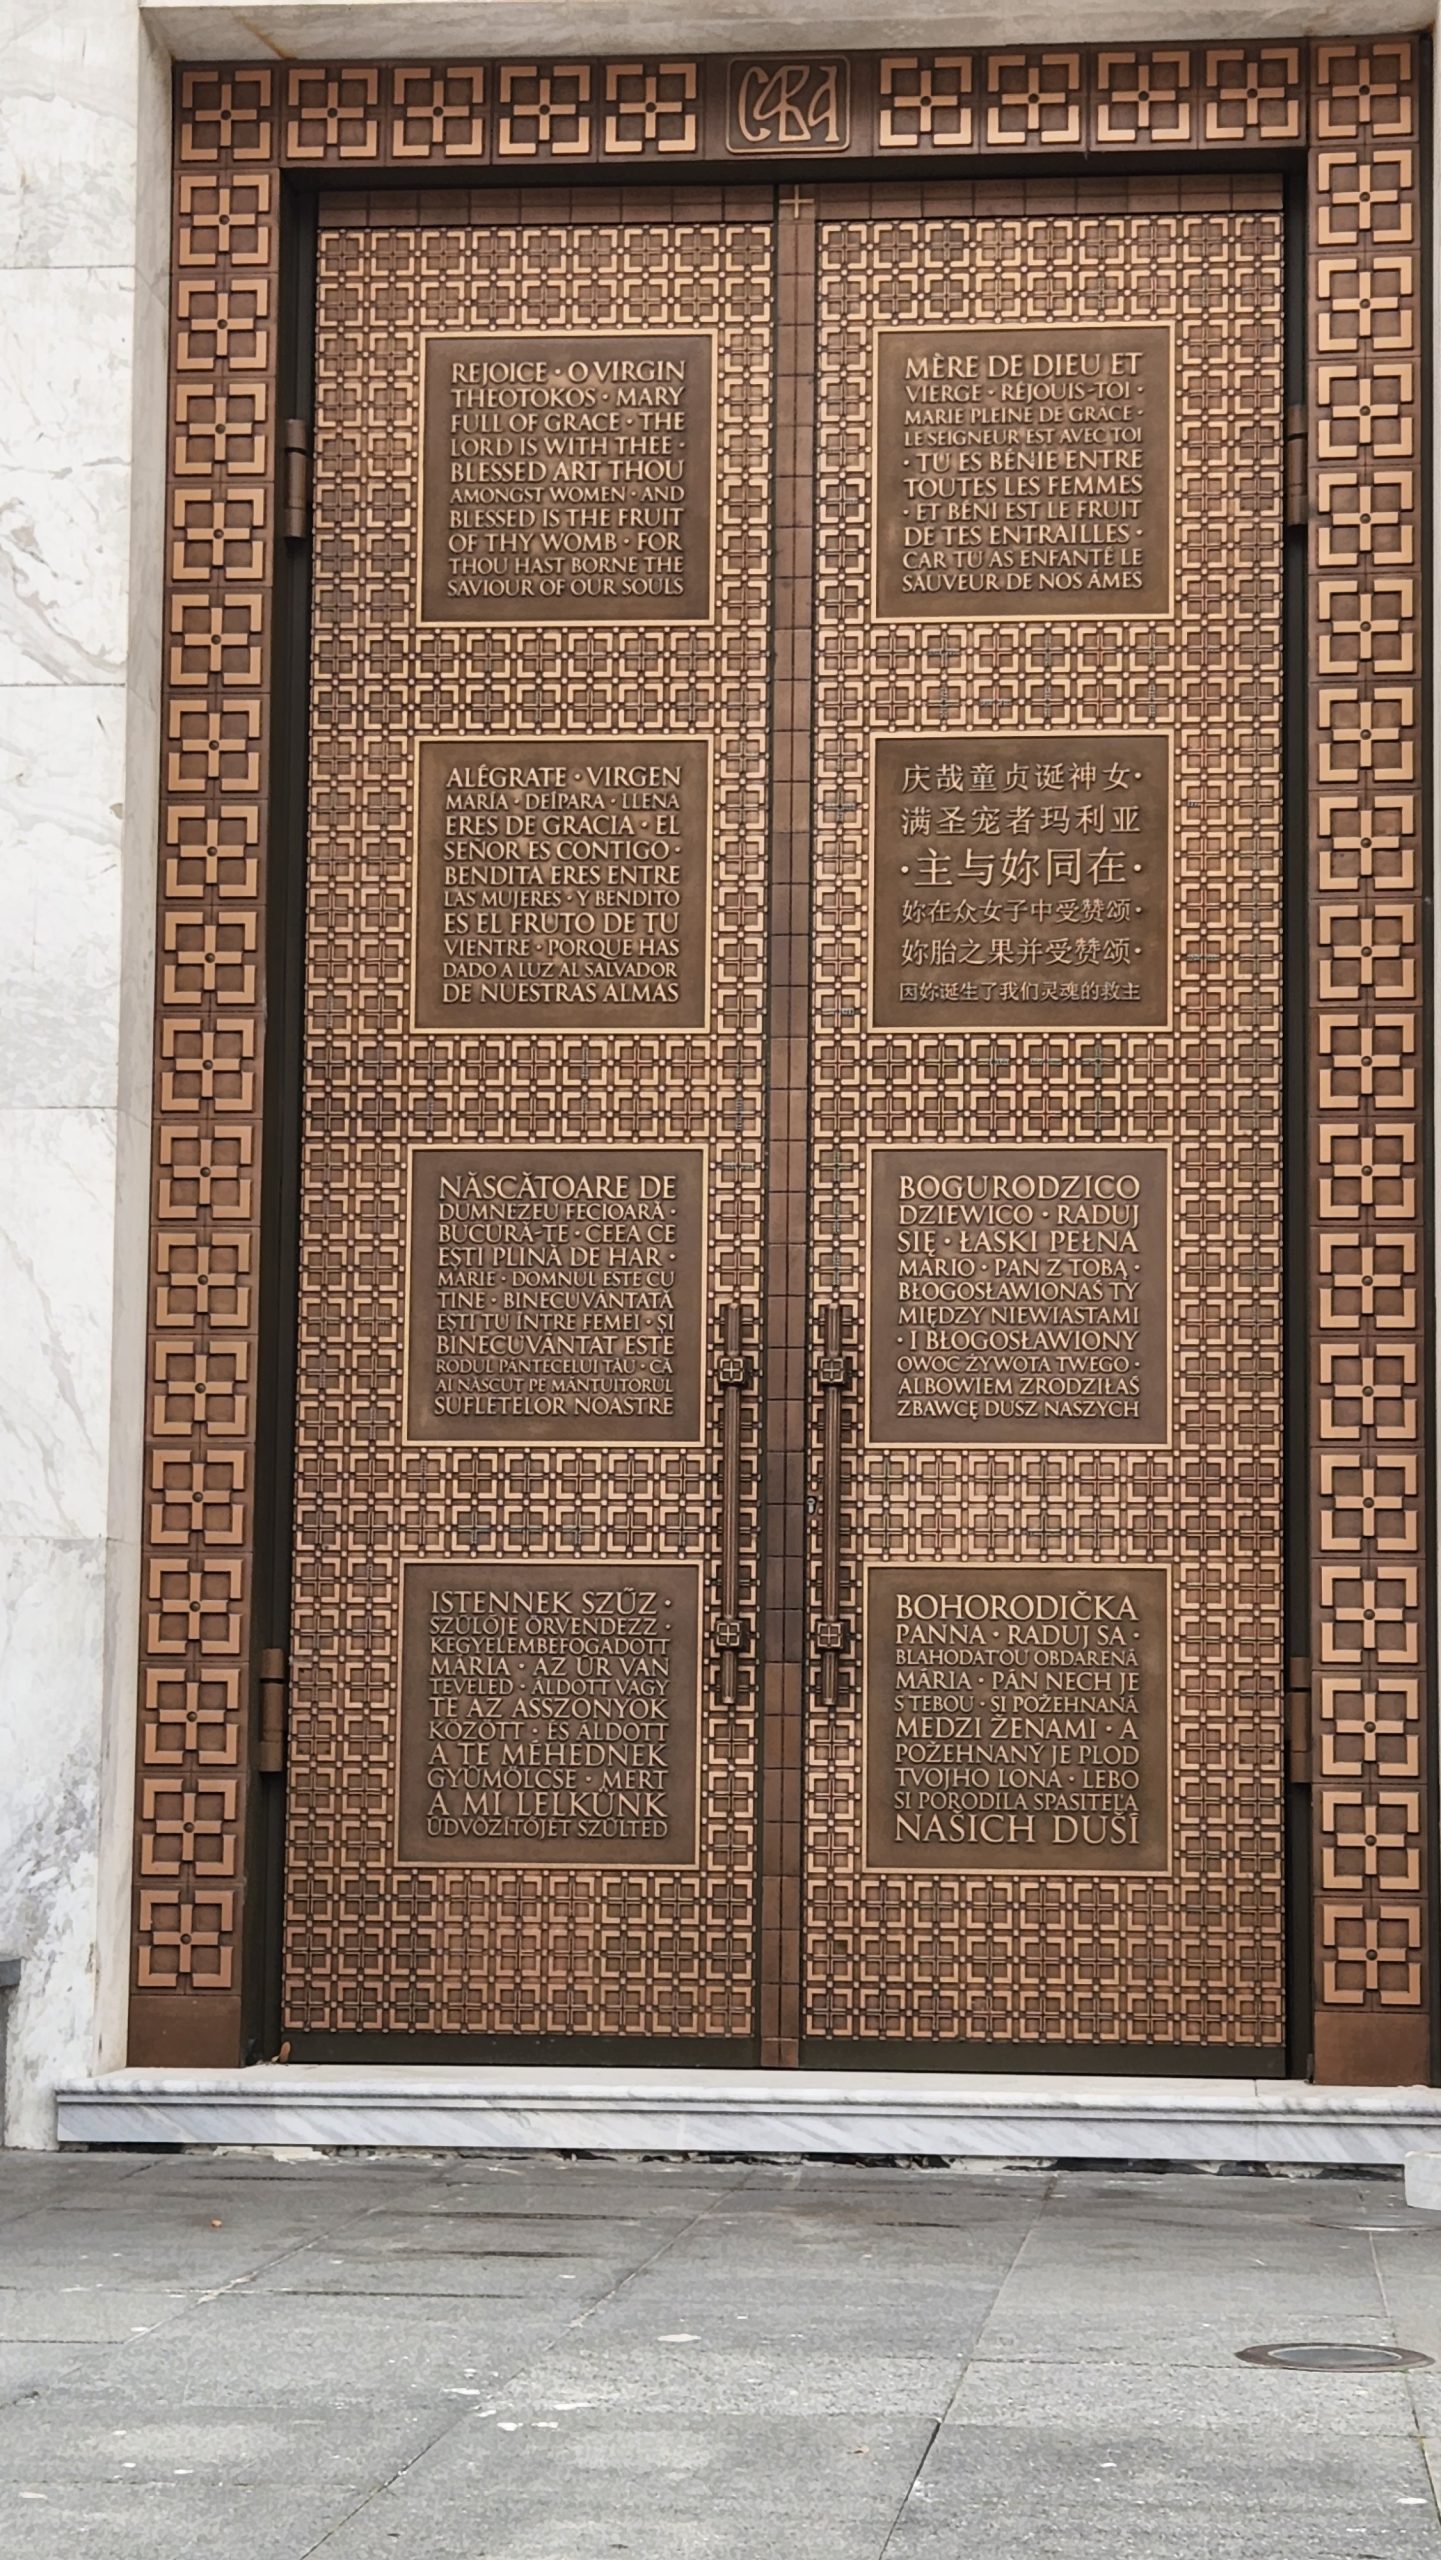 REJOICE · O VIRGIN
THEOTOKOS · MARY
FULL OF GRACE · THE
LORD IS WITH THEE ·
BLESSED ART THOU
AMONGST WOMEN · AND
BLESSED IS THE FRUIT
OF THY WOMB · FOR
THOU HAST BORNE THE
SAVIOUR OF OUR SOULS
MÈRE DE DIEU ET
VIERGE · RÉJOUIS-TOI ·
MARIE PLEINE DE GRÂCE ·
LE SEIGNEUR EST AVEC TOI
· TU ES BÉNIE ENTRE
TOUTES LES FEMMES
· ET BÉNI EST LE FRUIT
DE TES ENTRAILLES ·
CAR TU AS ENFANTÉ LE
SAUVEUR DE NOS ÂMES
ALÉGRATE · VIRGEN
MARÍA · DEÍPARA · LLENA
ERES DE GRACIA · EL
SEÑOR ES CONTIGO ·
BENDITA ERES ENTRE
LAS MUJERES · Y BENDITO
ES EL FRUTO DE TU
VIENTRE · PORQUE HAS
DADO A LUZ AL SALVADOR
DE NUESTRAS ALMAS
庆哉童贞诞神女·
满圣宠者玛利亚
·主与妳同在·
妳在众女子中受赞颂·
妳胎之果并受赞颂·
因妳诞生了我们灵魂的救主
NĂSCĂTOARE DE
DUMNEZEU FECIOARĂ ·
BUCURĂ-TE · CEEA CE
EȘTI PLINĂ DE HAR ·
MARIE · DOMNUL ESTE CU
TINE · BINECUVÂNTATĂ
EȘTI TU ÎNTRE FEMEI · ȘI
BINECUVÂNTAT ESTE
RODUL PÂNTECELUI TĂU · CĂ
AI NĂSCUT PE MÂNTUITORUL
SUFLETELOR NOASTRE
BOGURODZICO
DZIEWICO · RADUJ
SIĘ · ŁASKI PEŁNA
MARIO · PAN Z TOBĄ ·
BŁOGOSŁAWIONAŚ TY
MIĘDZY NIEWIASTAMI
· I BŁOGOSŁAWIONY
OWOC ŻYWOTA TWEGO ·
ALBOWIEM ZRODZIŁAŚ
ZBAWCĘ DUSZ NASZYCH
ISTENNEK SZŰZ ·
SZÜLŐJE ÖRVENDEZZ ·
KEGYELEMBEFOGADOTT
MÁRIA · AZ ÚR VAN
TEVELED · ÁLDOTT VAGY
TE AZ ASSZONYOK
KÖZÖTT · ÉS ÁLDOTT
A TE MÉHEDNEK
GYÜMÖLCSE · MERT
A MI LELKÜNK
ÜDVÖZÍTŐJÉT SZÜLTED
BOHORODIČKA
PANNA · RADUJ SA ·
BLAHODATOU OBDARENÁ
MÁRIA · PÁN NECH JE
S TEBOU · SI POŽEHNANÁ
MEDZI ŽENAMI · A
POŽEHNANÝ JE PLOD
TVOJHO LONA · LEBO
SI PORODILA SPASITEĽA
NAŠICH DUŠÍ